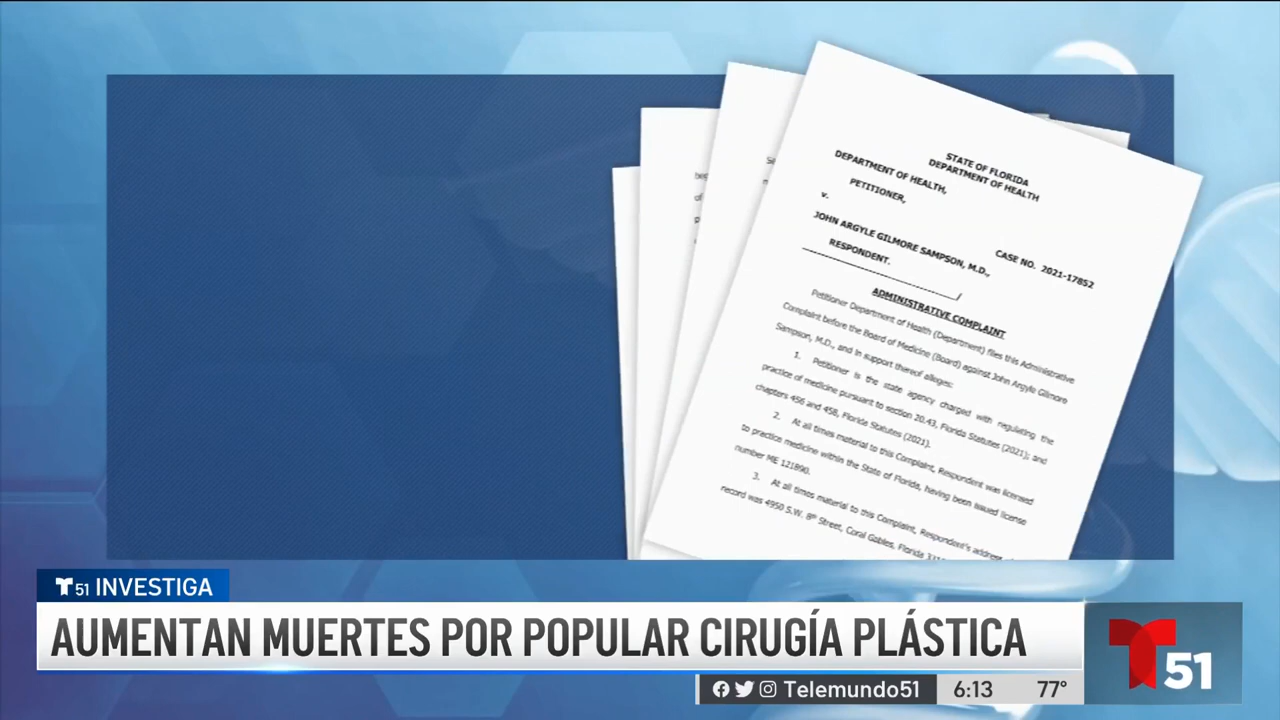 STATE OF FLORIDA
DEPARTMENT OF HEALTH
DEPARTMENT OF HEALTH,
PETITIONER,
v.
CASE NO. 2021-17852
JOHN ARGYLE GILMORE SAMPSON, M.D.,
RESPONDENT.
ADMINISTRATIVE COMPLAINT
Petitioner Department of Health (Department) files this Administrative
Complaint before the Board of Medicine (Board) against John Argyle Gilmore
Sampson, M.D., and in support thereof alleges:
1. Petitioner is the state agency charged with regulating the
practice of medicine pursuant to section 20.43, Florida Statutes (2021); and
chapters 456 and 458, Florida Statutes (2021).
2. At all times material to this Complaint, Respondent was licensed
to practice medicine within the State of Florida, having been issued license
number ME 121890.
3. At all times material to this Complaint, Respondent's address
record was 4950 S.W. 8th Street, Coral Gables, Florida
T 51 INVESTIGA
AUMENTAN MUERTES POR POPULAR CIRUGÍA PLÁSTICA
T 51
Telemundo51 6:13 77°